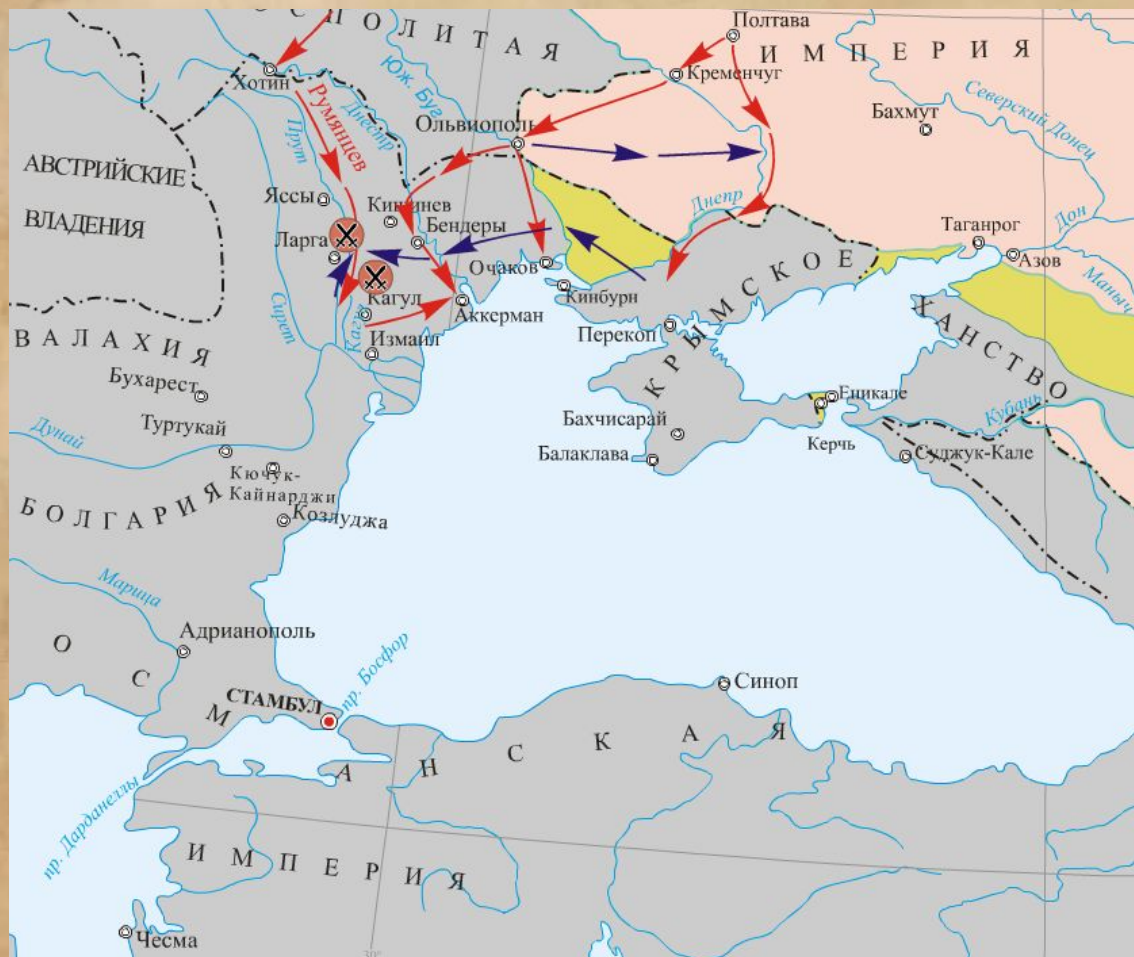 ОСПОЛИТАЯ
Полтава
ИМПЕРИЯ
Хотин
Юж. Буг
Кременчуг
Румянцев
Днестр
Прут
Ольвиополь
Бахмут
Северский Донец
АВСТРИЙСКИЕ
ВЛАДЕНИЯ
Яссы
Кишинев
Бендеры
Днепр
Таганрог
Дон
Азов
Маныч
Ларга
Очаков
Кинбурн
Кагул
Аккерман
Сирет
Кагул
Измаил
Перекоп
КРЫМСКОЕ
ХАНСТВО
ВАЛАХИЯ
Бухарест
Еникале
Кубань
Туртукай
Бахчисарай
Керчь
Дунай
Балаклава
Суджук-Кале
Кючук-
Кайнарджи
БОЛГАРИЯ
Козлуджа
Марица
Адрианополь
пр. Босфор
СТАМБУЛ
Синоп
ОСМАНСКАЯ
пр. Дарданеллы
ИМПЕРИЯ
Чесма
30°